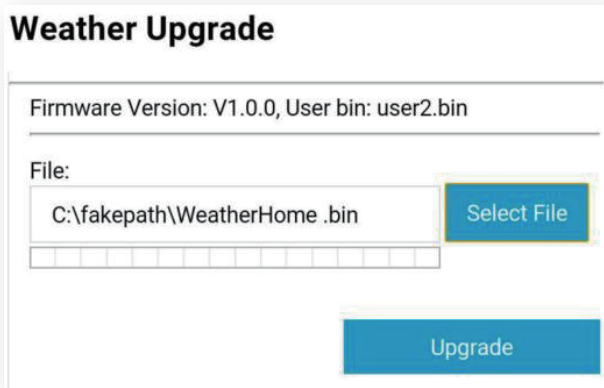 Weather Upgrade
Firmware Version: V1.0.0, User bin: user2.bin
File:
C:\fakepath\WeatherHome .bin
Select File
Upgrade